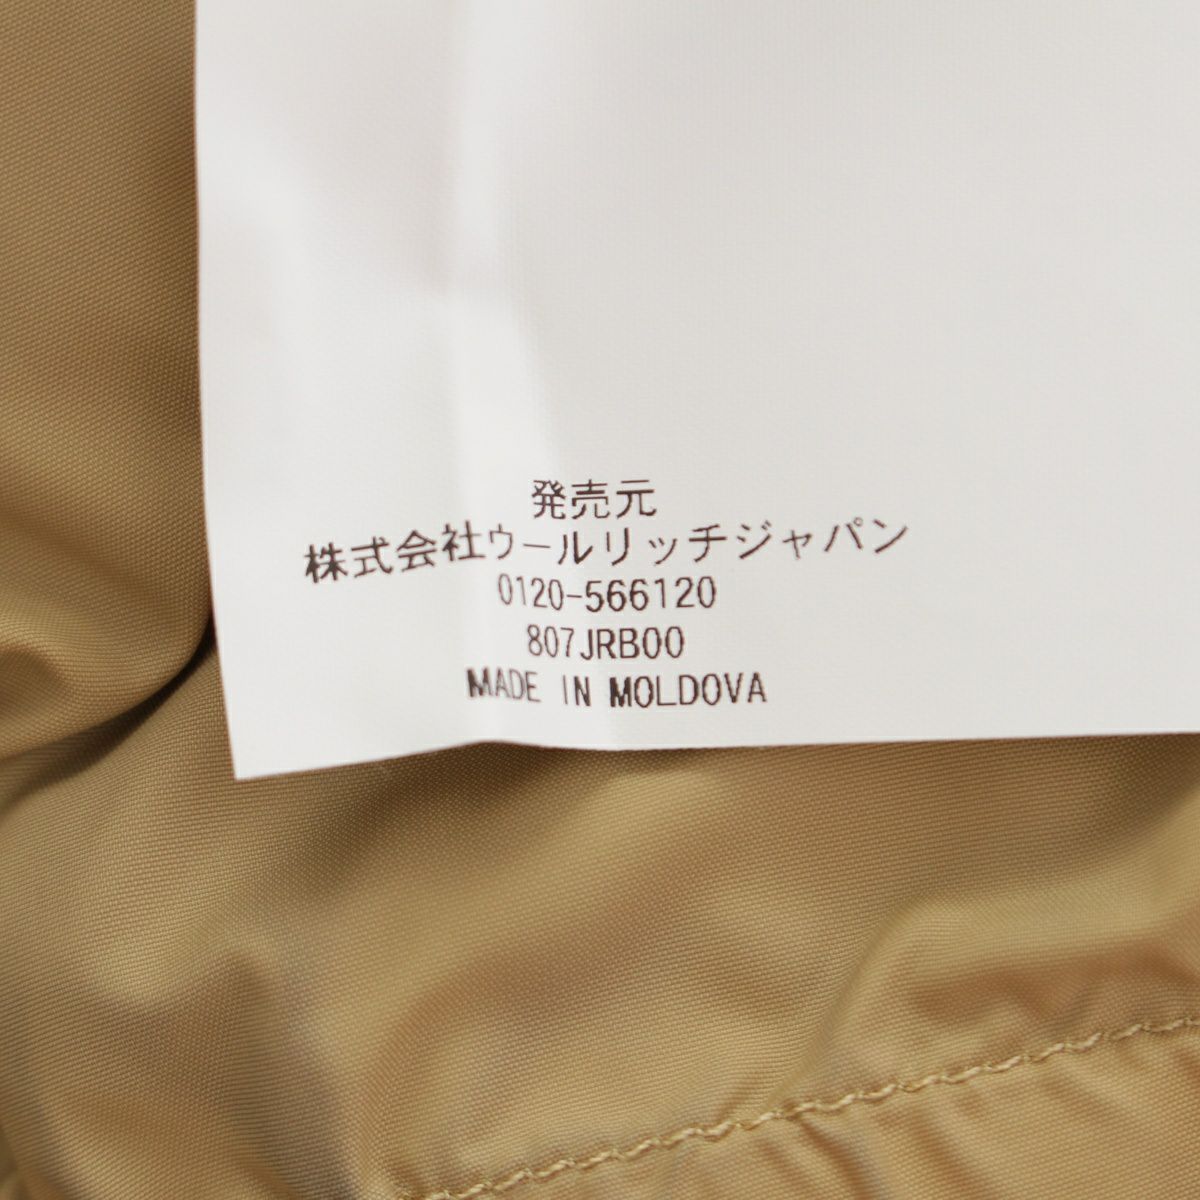 発売元
株式会社ウールリッチジャパン
0120-566120
807JRB00
MADE IN MOLDOVA